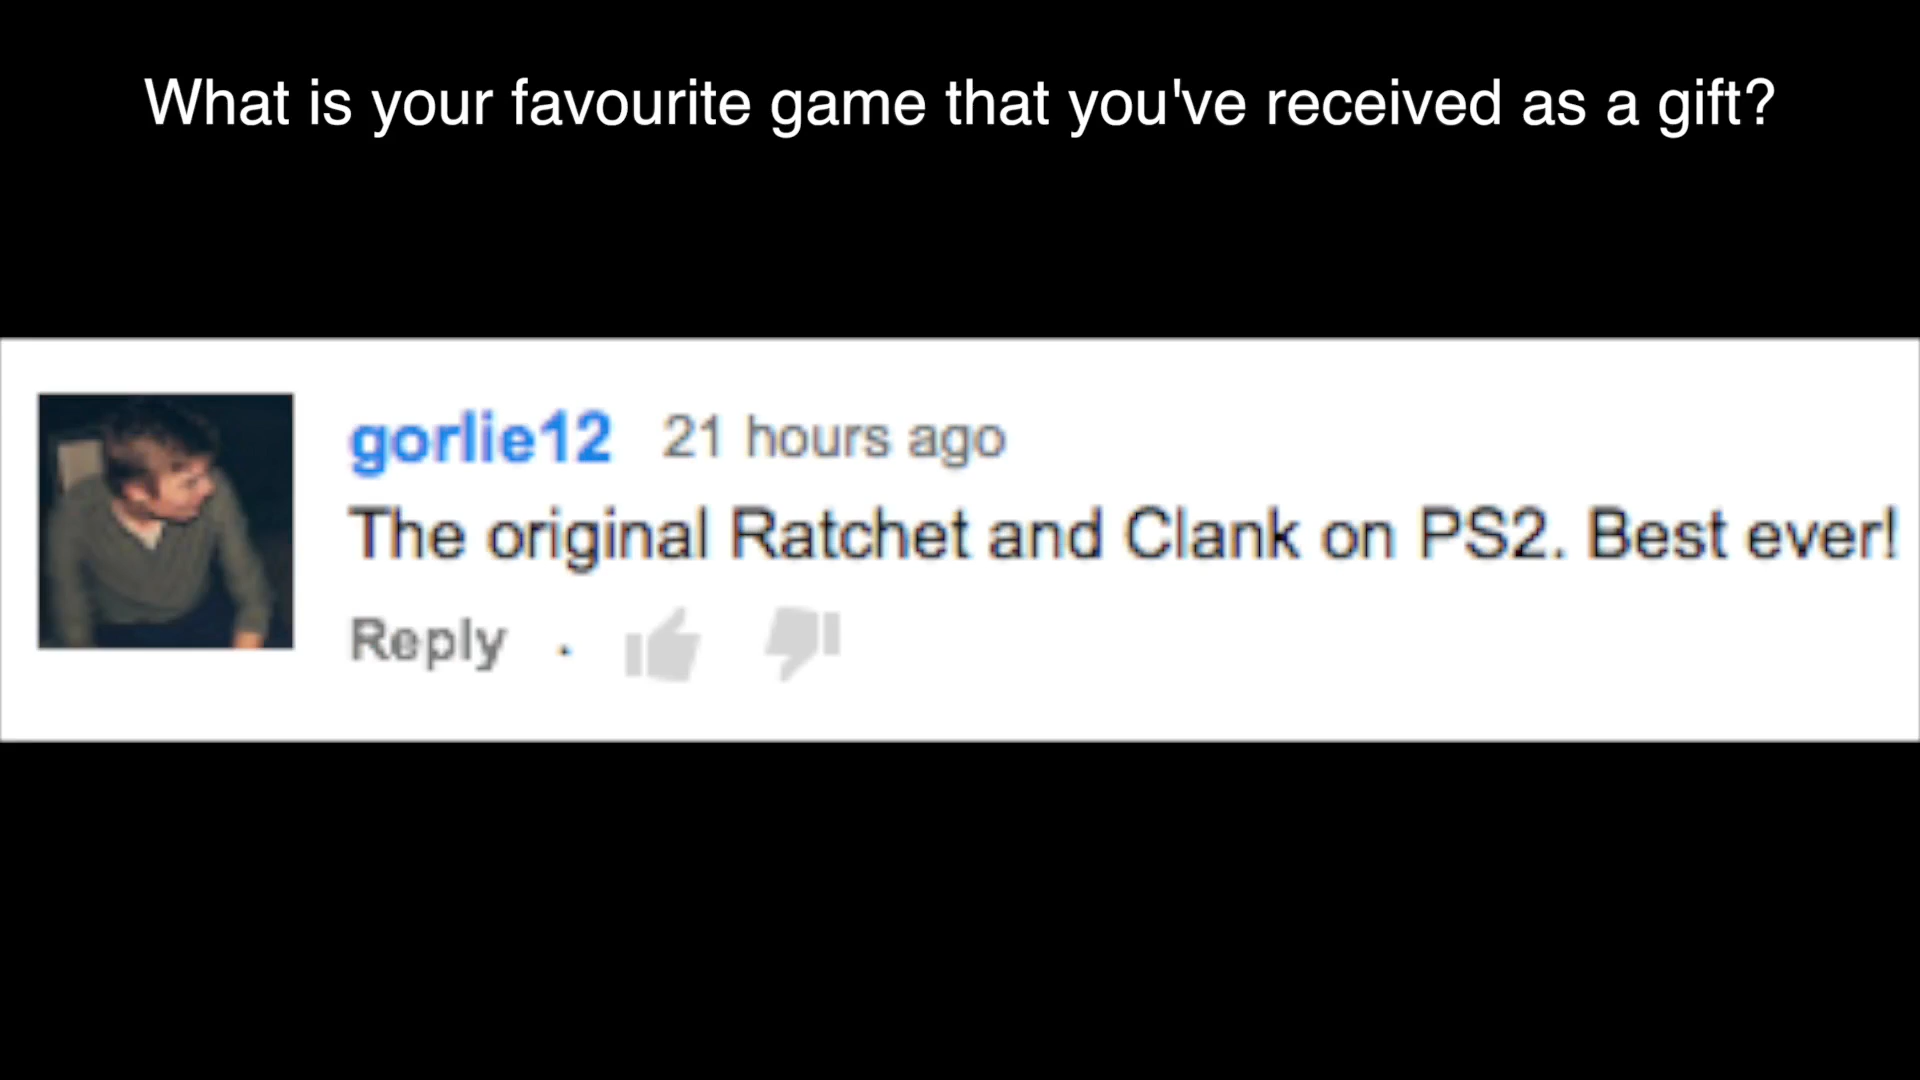 What is your favourite game that you've received as a gift?
gorlie12 21 hours ago
The original Ratchet and Clank on PS2. Best ever!
Reply .